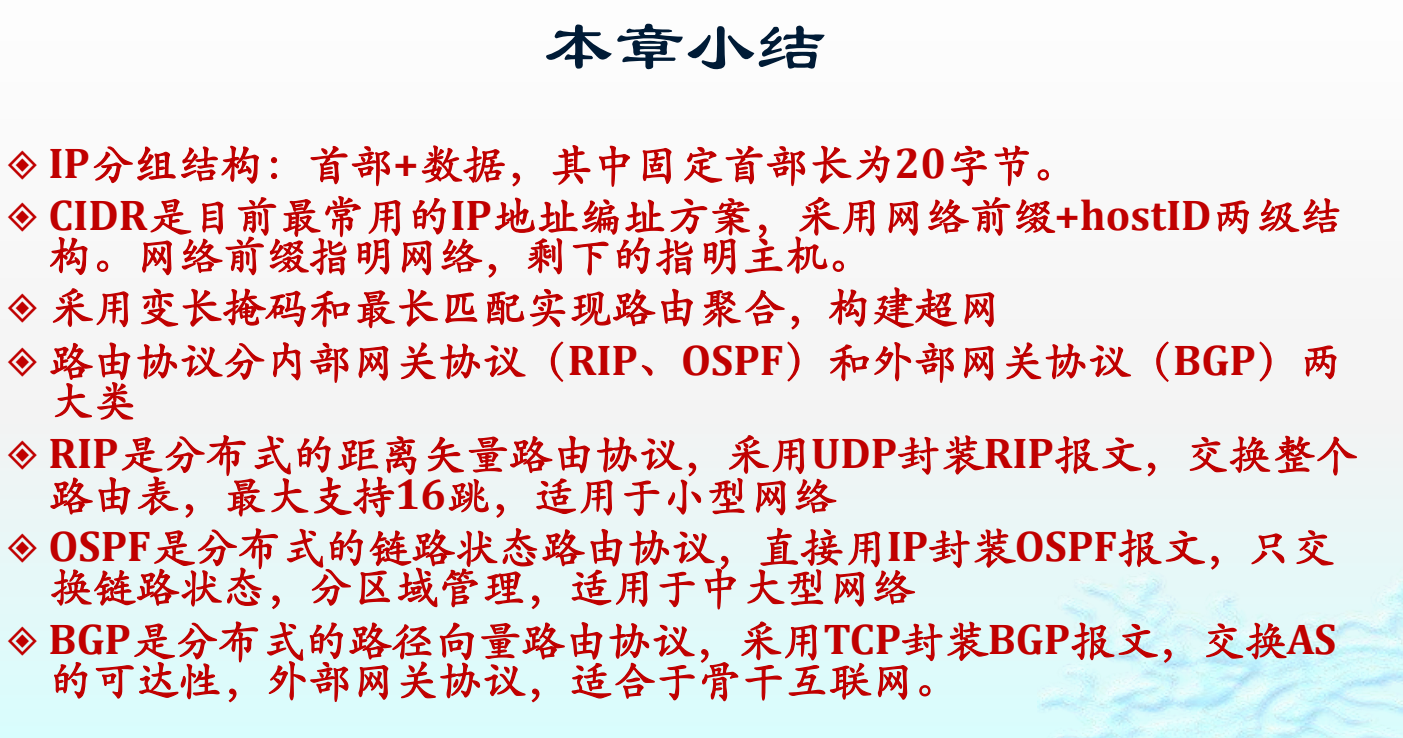 本章小结
IP分组结构：首部+数据，其中固定首部长为20字节。
CIDR是目前最常用的IP地址编址方案，采用网络前缀+hostID两级结
构。网络前缀指明网络，剩下的指明主机。
采用变长掩码和最长匹配实现路由聚合，构建超网
路由协议分内部网关协议（RIP、OSPF）和外部网关协议（BGP）两
大类
RIP是分布式的距离矢量路由协议，采用UDP封装RIP报文，交换整个
路由表，最大支持16跳，适用于小型网络
OSPF是分布式的链路状态路由协议，直接用IP封装OSPF报文，只交
换链路状态，分区域管理，适用于中大型网络
BGP是分布式的路径向量路由协议，采用TCP封装BGP报文，交换AS
的可达性，外部网关协议，适合于骨干互联网。